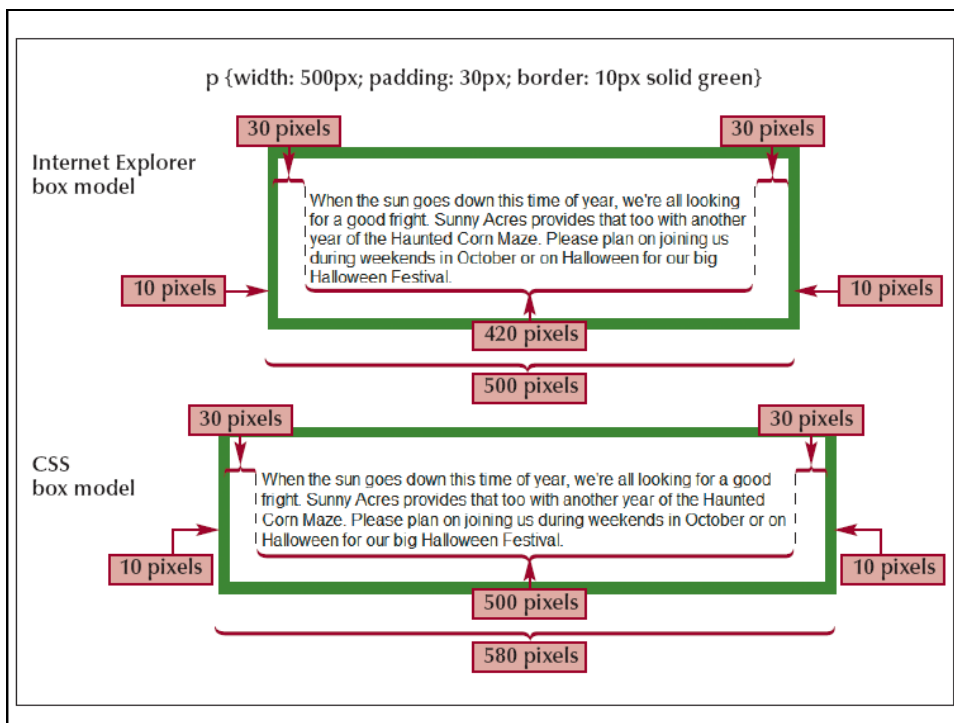 p {width: 500px; padding: 30px; border: 10px solid green}
30 pixels
30 pixels
Internet Explorer
box model
When the sun goes down this time of year, we're all looking
for a good fright. Sunny Acres provides that too with another
year of the Haunted Corn Maze. Please plan on joining us
during weekends in October or on Halloween for our big
Halloween Festival.
10 pixels
10 pixels
420 pixels
500 pixels
30 pixels
30 pixels
CSS
box model
When the sun goes down this time of year, we're all looking for a good
fright. Sunny Acres provides that too with another year of the Haunted
Corn Maze. Please plan on joining us during weekends in October or on
Halloween for our big Halloween Festival.
10 pixels
10 pixels
500 pixels
580 pixels